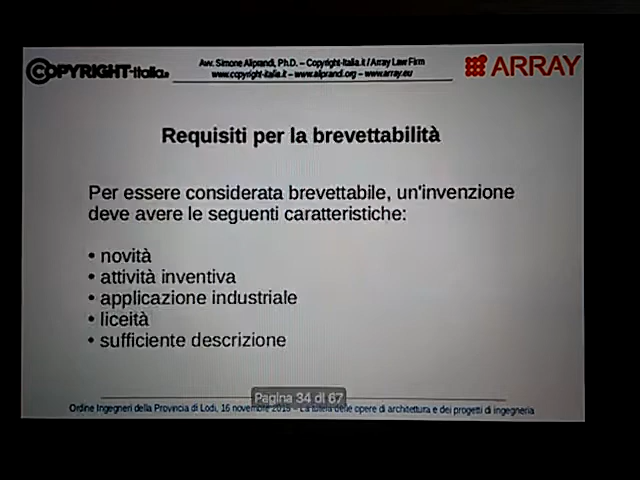 COPYRIGHT-Italia.it
Avv. Simone Aliprandi, Ph.D. – Copyright-Italia.it / Array Law Firm
www.copyright-italia.it – www.aliprandi.org – www.array.eu
ARRAY
Requisiti per la brevettabilità
Per essere considerata brevettabile, un'invenzione
deve avere le seguenti caratteristiche:
• novità
• attività inventiva
• applicazione industriale
• liceità
• sufficiente descrizione
Pagina 34 di 67
Ordine Ingegneri della Provincia di Lodi, 16 novembre 2015 – La tutela delle opere di architettura e dei progetti di ingegneria